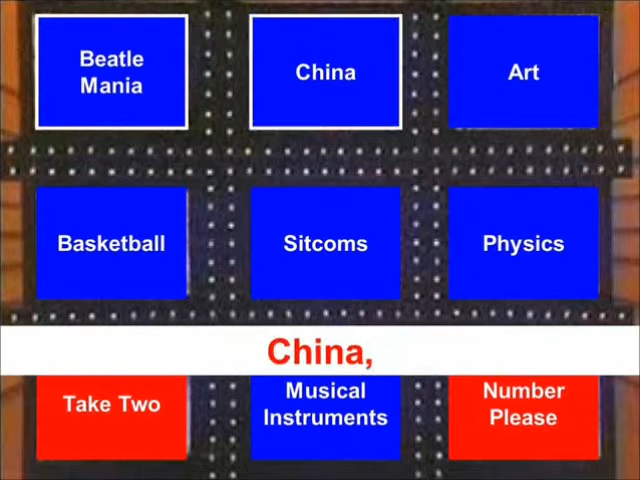 Beatle
Mania
China
Art
Basketball
Sitcoms
Physics
China,
Take Two
Musical
Instruments
Number
Please